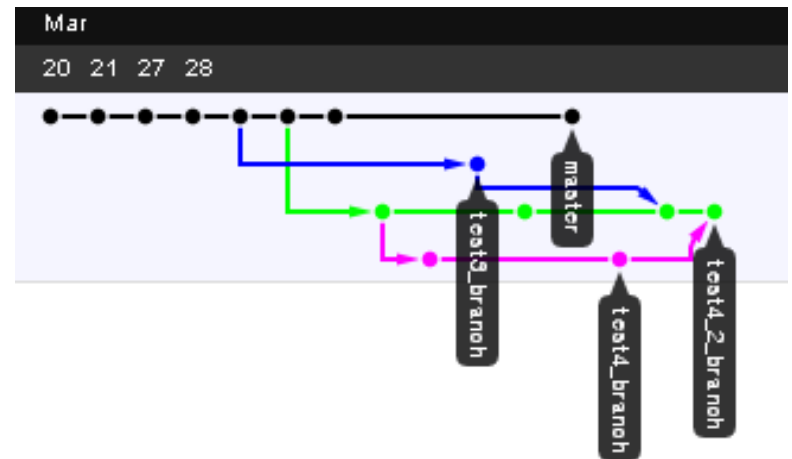 Mar
20 21 27 28
master
test3_branch
test4_branch
test4_2_branch